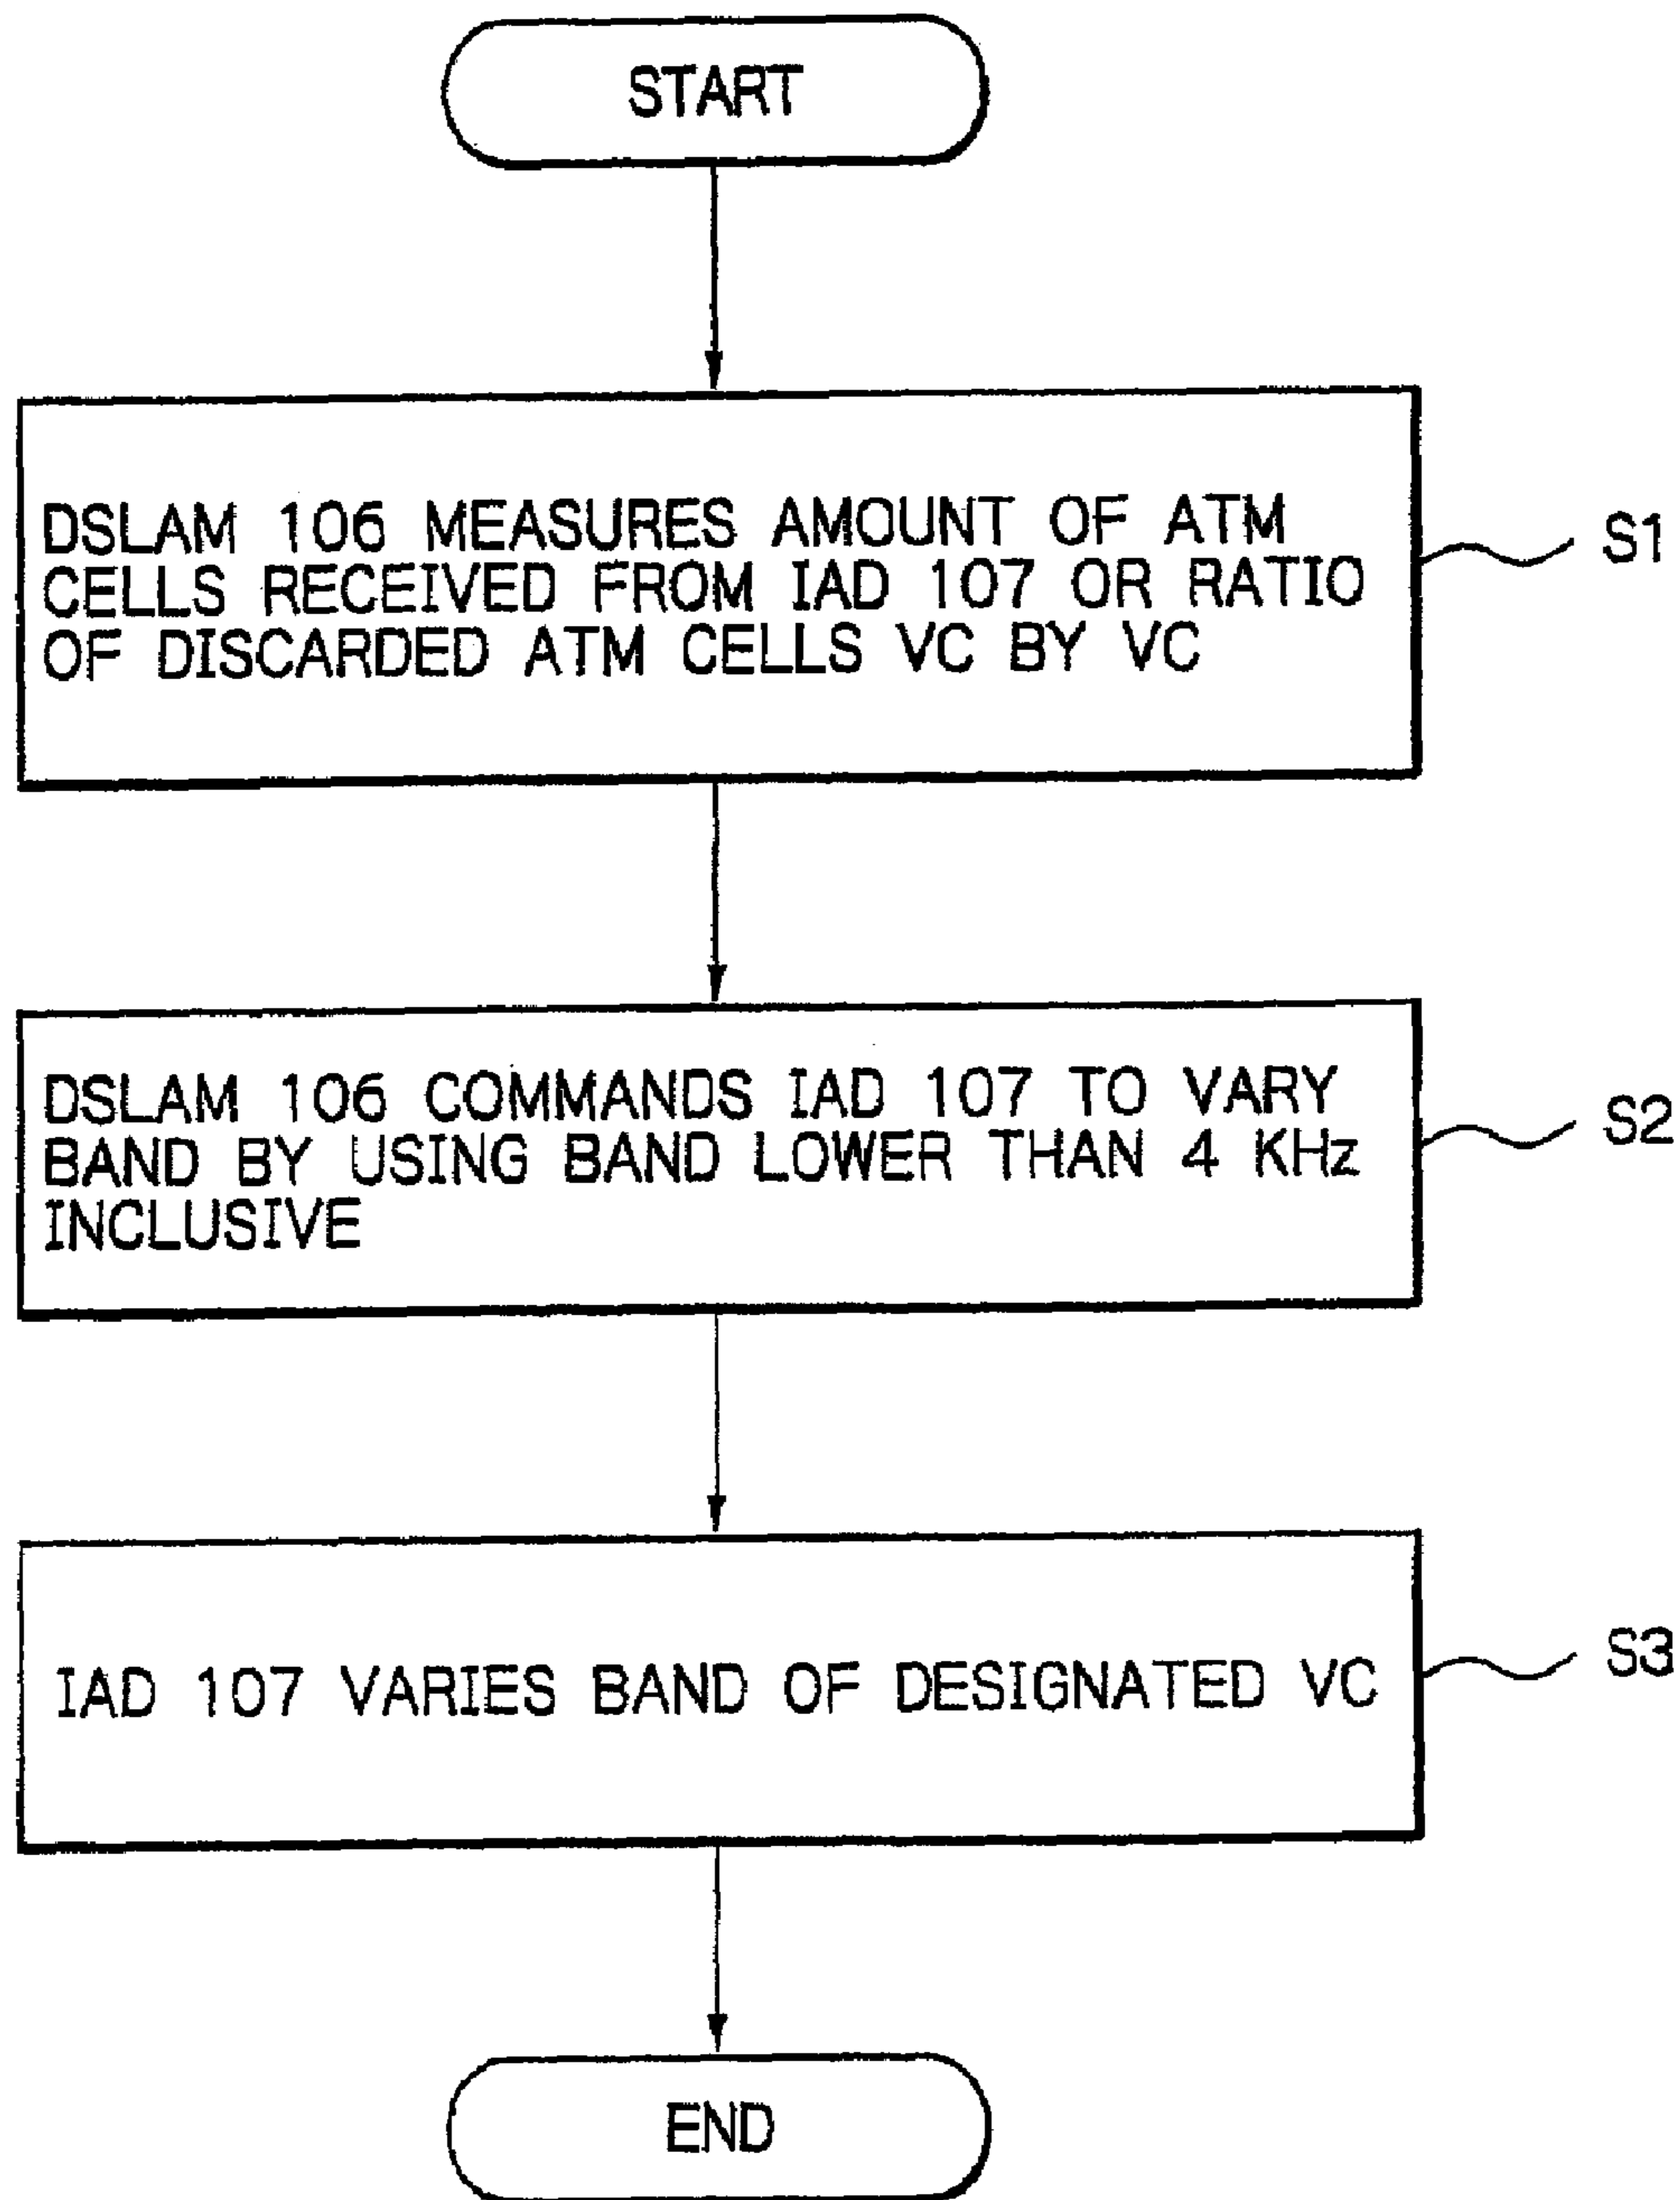 START
DSLAM 106 MEASURES AMOUNT OF ATM
CELLS RECEIVED FROM IAD 107 OR RATIO
OF DISCARDED ATM CELLS VC BY VC
S1
DSLAM 106 COMMANDS IAD 107 TO VARY
BAND BY USING BAND LOWER THAN 4 KHz
INCLUSIVE
S2
IAD 107 VARIES BAND OF DESIGNATED VC
S3
END